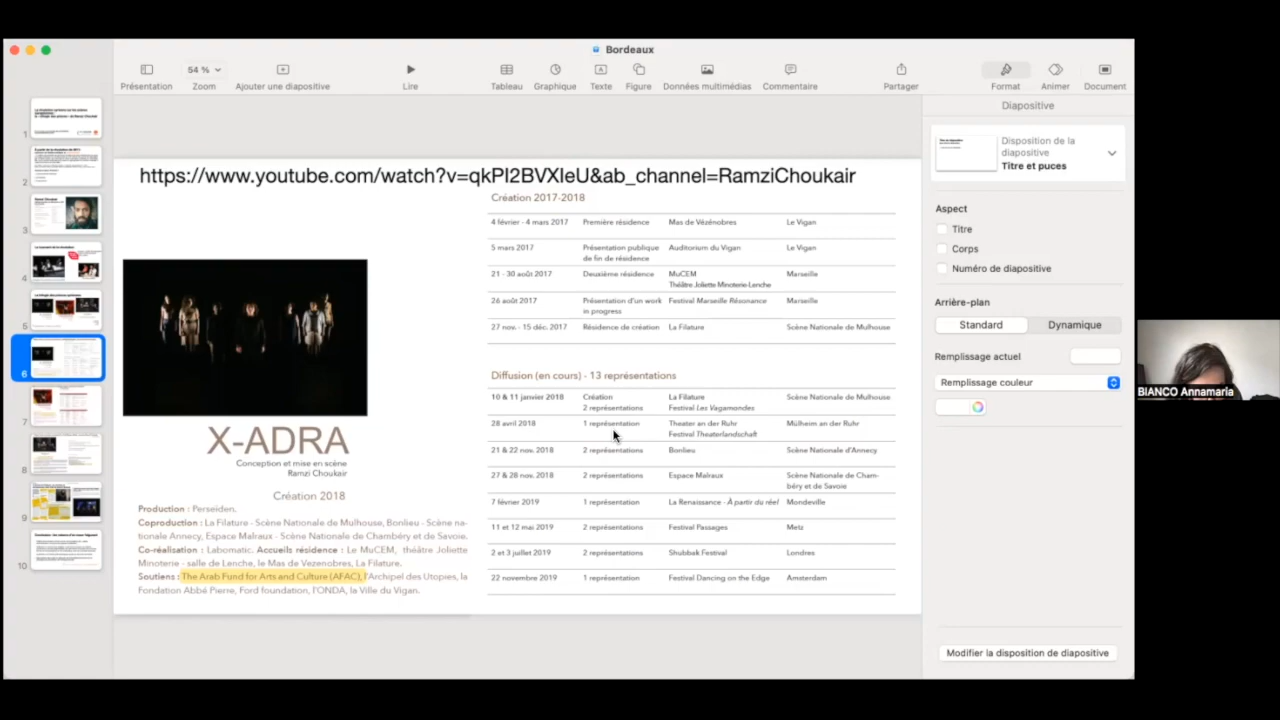 Bordeaux
54 %
Présentation
Zoom
Ajouter une diapositive
Lire
Tableau
Graphique
Texte
Figure
Données multimédias
Commentaire
Partager
Format
Animer
Document
1
2
3
4
5
6
7
8
9
10
https://www.youtube.com/watch?v=qkPI2BVXIeU&ab_channel=RamziChoukair
X-ADRA
Conception et mise en scène
Ramzi Choukair
Création 2018
Production : Perseïden.
Coproduction : La Filature - Scène Nationale de Mulhouse, Bonlieu - Scène na-
tionale Annecy, Espace Malraux - Scène Nationale de Chambéry et de Savoie.
Co-réalisation : Labomatic. Accueils résidence : Le MuCEM, théâtre Joliette
Minoterie - salle de Lenche, le Mas de Vezenobres, La Filature.
Soutiens : The Arab Fund for Arts and Culture (AFAC), l'Archipel des Utopies, la
Fondation Abbé Pierre, Ford foundation, l'ONDA, la Ville du Vigan.
Création 2017-2018
4 février - 4 mars 2017 Première résidence Mas de Vézénobres Le Vigan
5 mars 2017 Présentation publique Auditorium du Vigan Le Vigan
de fin de résidence
21 - 30 août 2017 Deuxième résidence MuCEM Marseille
Théâtre Joliette Minoterie-Lenche
26 août 2017 Présentation d'un work Festival Marseille Résonance Marseille
in progress
27 nov. - 15 déc. 2017 Résidence de création La Filature Scène Nationale de Mulhouse
Diffusion (en cours) - 13 représentations
10 & 11 janvier 2018 Création La Filature Scène Nationale de Mulhouse
2 représentations Festival Les Vagamondes
28 avril 2018 1 représentation Theater an der Ruhr Mülheim an der Ruhr
Festival Theaterlandschaft
21 & 22 nov. 2018 2 représentations Bonlieu Scène Nationale d'Annecy
27 & 28 nov. 2018 2 représentations Espace Malraux Scène Nationale de Cham-
béry et de Savoie
7 février 2019 1 représentation La Renaissance - À partir du réel Mondeville
11 et 12 mai 2019 2 représentations Festival Passages Metz
2 et 3 juillet 2019 2 représentations Shubbak Festival Londres
22 novembre 2019 1 représentation Festival Dancing on the Edge Amsterdam
Diapositive
Disposition de la
diapositive
Titre et puces
Aspect
Titre
Corps
Numéro de diapositive
Arrière-plan
Standard
Dynamique
Remplissage actuel
Remplissage couleur
Modifier la disposition de diapositive
BIANCO Annamaria